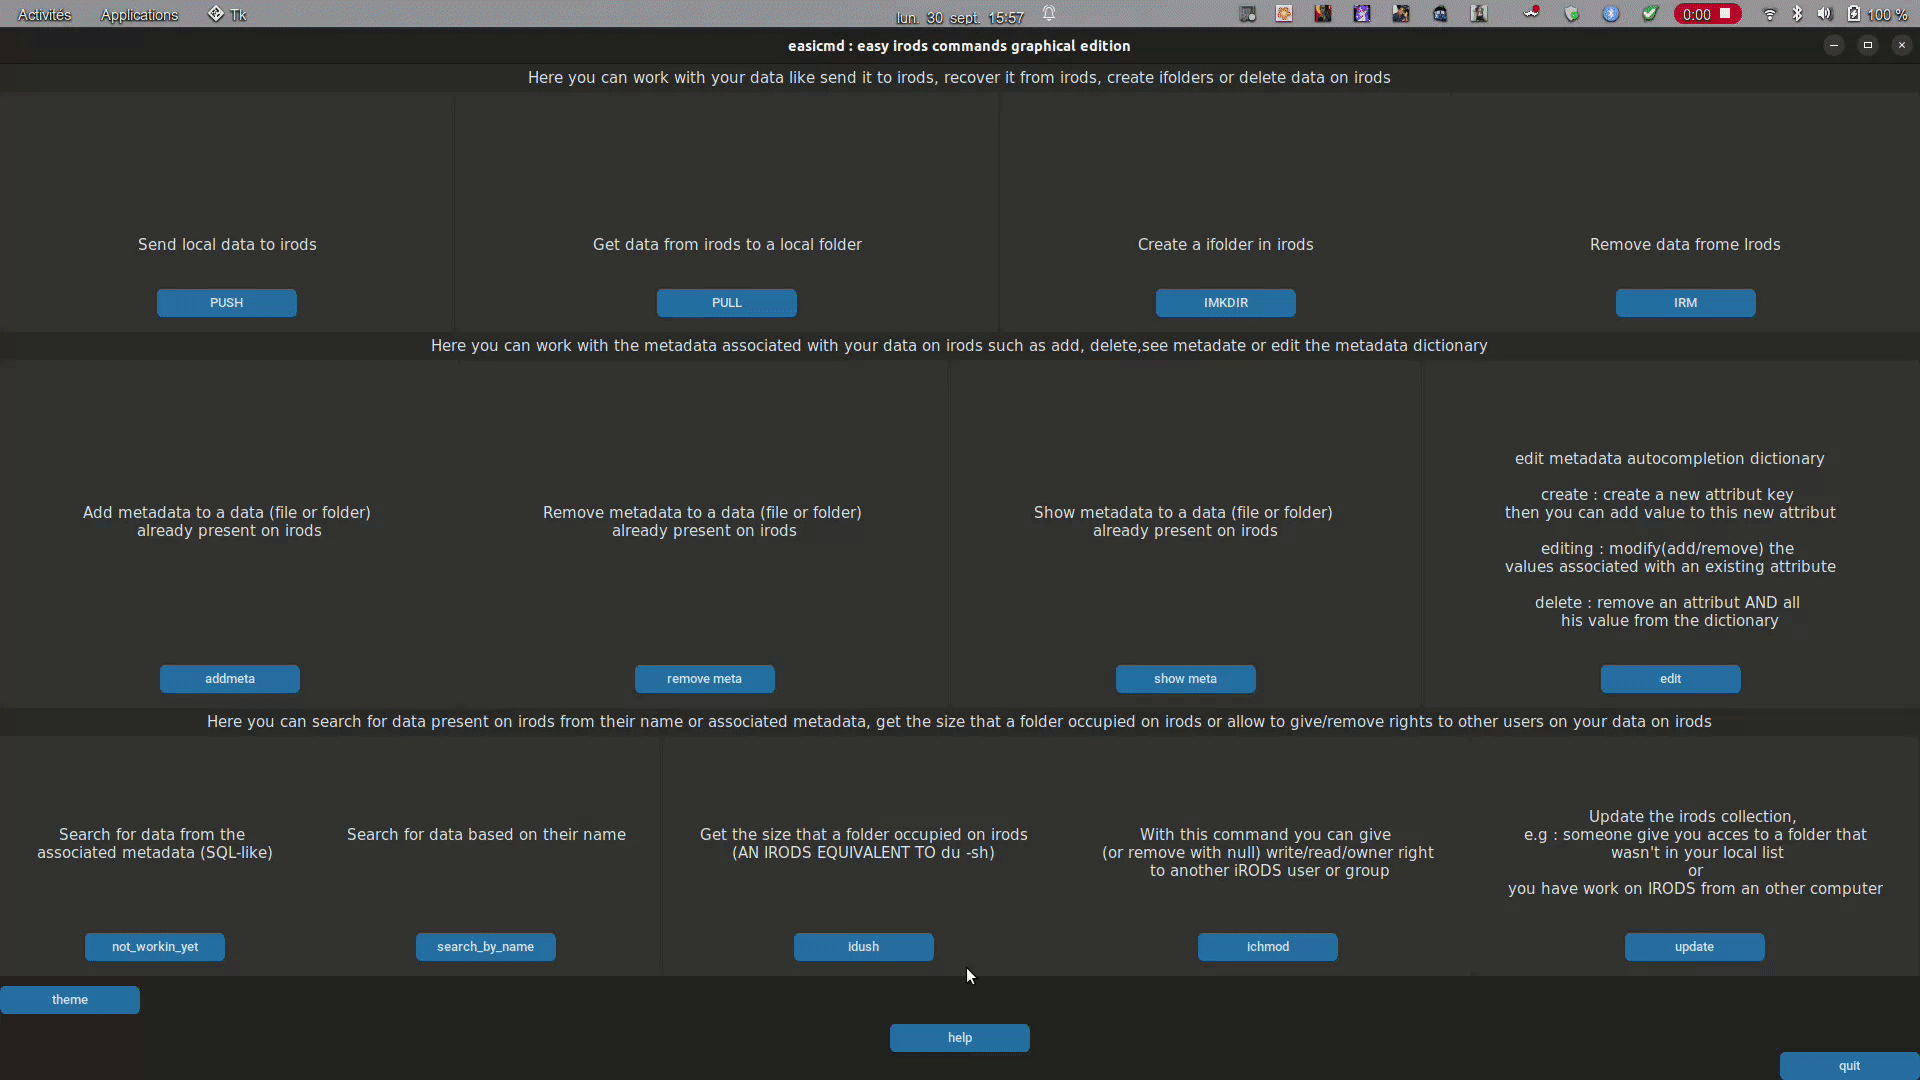 Activités Applications Tk lun. 30 sept. 15:57 0:00 100 %
easicmd : easy irods commands graphical edition
Here you can work with your data like send it to irods, recover it from irods, create ifolders or delete data on irods
Send local data to irods
PUSH
Get data from irods to a local folder
PULL
Create a ifolder in irods
IMKDIR
Remove data frome Irods
IRM
Here you can work with the metadata associated with your data on irods such as add, delete,see metadate or edit the metadata dictionary
Add metadata to a data (file or folder)
already present on irods
addmeta
Remove metadata to a data (file or folder)
already present on irods
remove meta
Show metadata to a data (file or folder)
already present on irods
show meta
edit metadata autocompletion dictionary
create : create a new attribut key
then you can add value to this new attribut
editing : modify(add/remove) the
values associated with an existing attribute
delete : remove an attribut AND all
his value from the dictionary
edit
Here you can search for data present on irods from their name or associated metadata, get the size that a folder occupied on irods or allow to give/remove rights to other users on your data on irods
Search for data from the
associated metadata (SQL-like)
not_workin_yet
Search for data based on their name
search_by_name
Get the size that a folder occupied on irods
(AN IRODS EQUIVALENT TO du -sh)
idush
With this command you can give
(or remove with null) write/read/owner right
to another iRODS user or group
ichmod
Update the irods collection,
e.g : someone give you acces to a folder that
wasn't in your local list
or
you have work on IRODS from an other computer
update
theme
help
quit